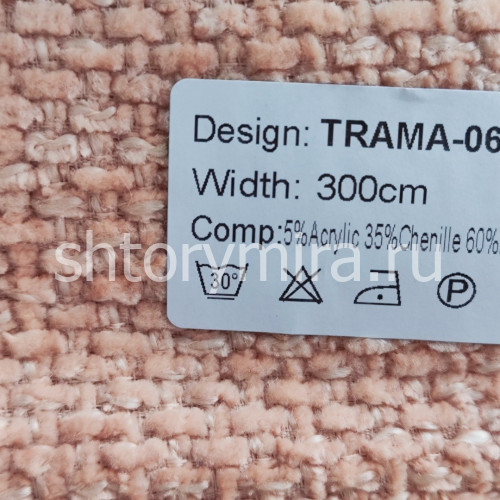 Design: TRAMA-06
Width: 300cm
Comp:5%Acrylic 35%Chenille 60%
shtorymira.ru
30°
P